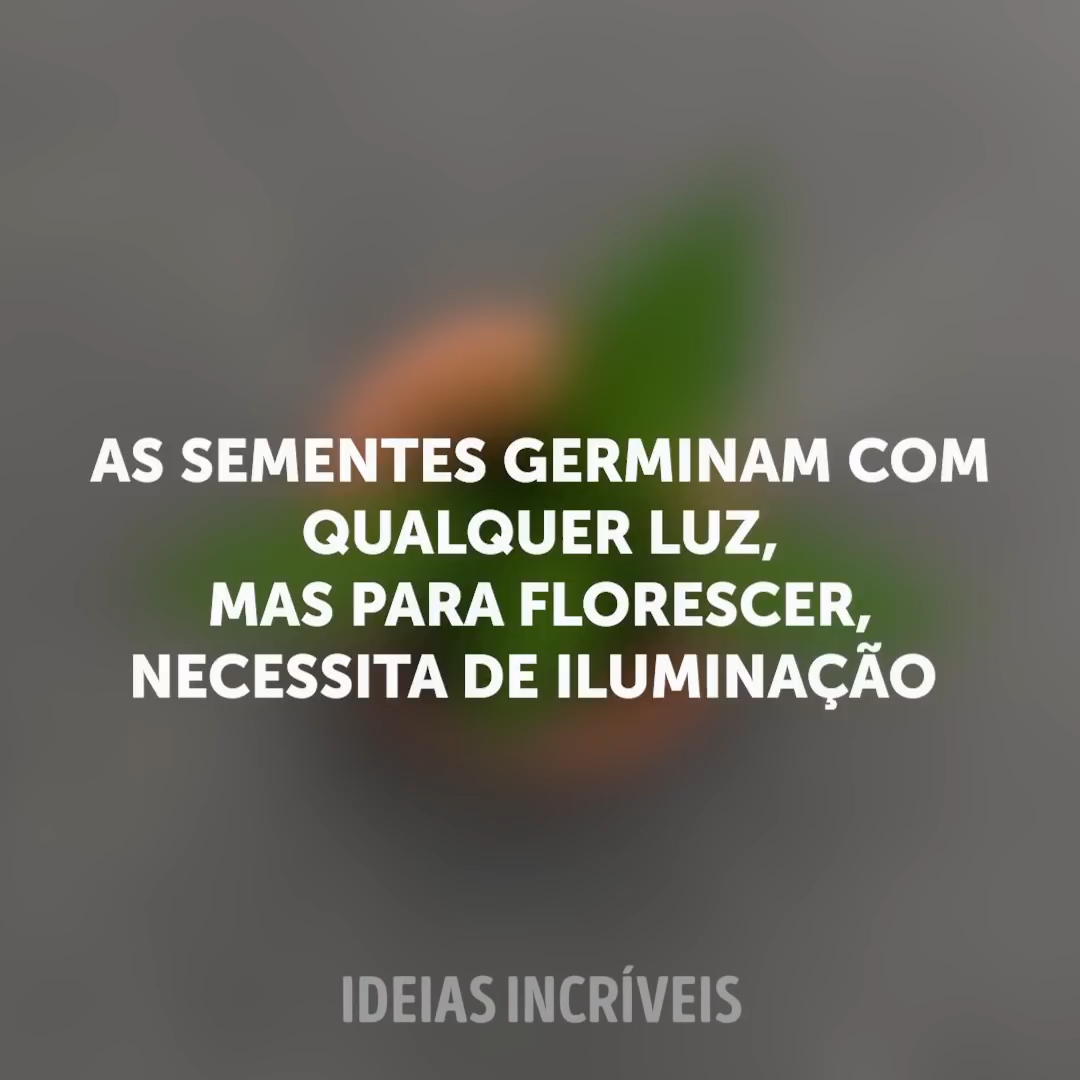 AS SEMENTES GERMINAM COM
QUALQUER LUZ,
MAS PARA FLORESCER,
NECESSITA DE ILUMINAÇÃO
IDEIAS INCRÍVEIS